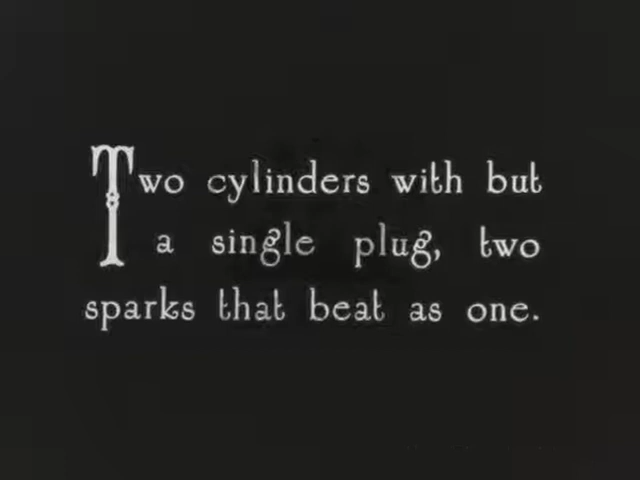 Two cylinders with but
a single plug, two
sparks that beat as one.